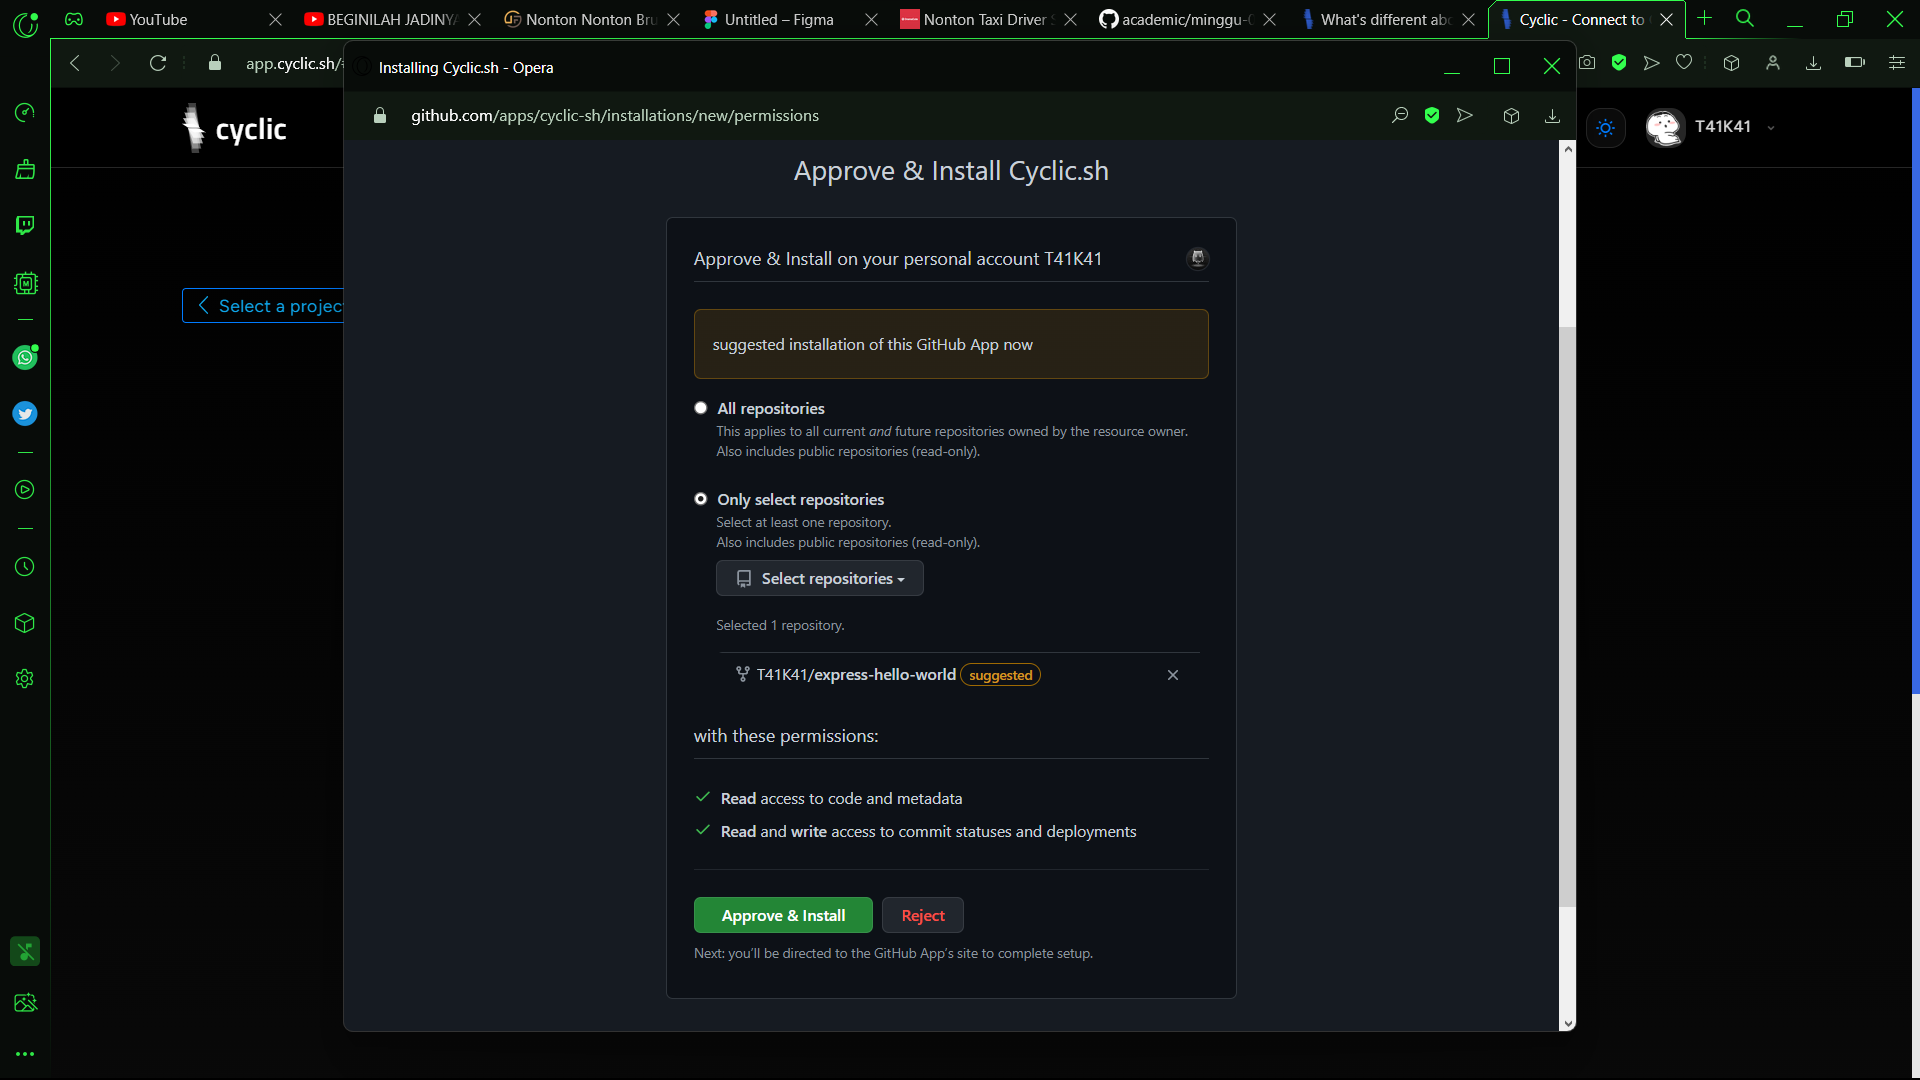 YouTube
BEGINILAH JADINYA
Nonton Nonton Bru
Untitled – Figma
Nonton Taxi Driver
academic/minggu-0
What's different abo
Cyclic - Connect to
app.cyclic.sh/#
Installing Cyclic.sh - Opera
github.com/apps/cyclic-sh/installations/new/permissions
cyclic
T41K41
Select a projec
Approve & Install Cyclic.sh
Approve & Install on your personal account T41K41
suggested installation of this GitHub App now
All repositories
This applies to all current and future repositories owned by the resource owner.
Also includes public repositories (read-only).
Only select repositories
Select at least one repository.
Also includes public repositories (read-only).
Select repositories
Selected 1 repository.
T41K41/express-hello-world suggested
with these permissions:
Read access to code and metadata
Read and write access to commit statuses and deployments
Approve & Install
Reject
Next: you'll be directed to the GitHub App's site to complete setup.